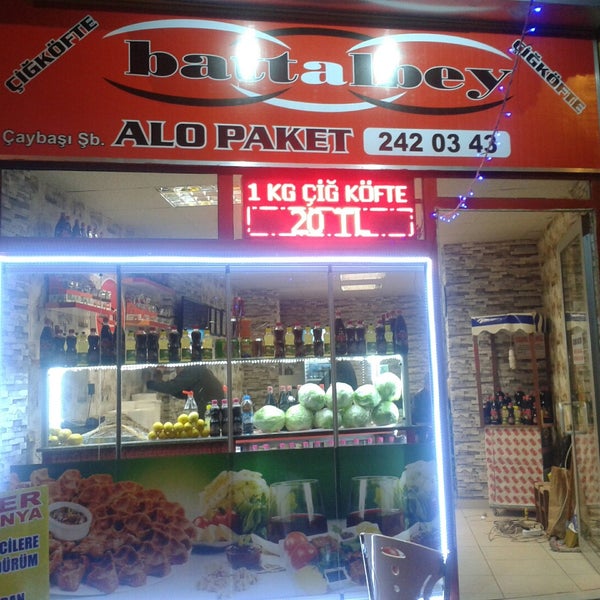 ÇİĞKÖFTE
battalbey
ÇİĞKÖFTE
Çaybaşı Şb. ALO PAKET 242 03 43
1 KG ÇİĞ KÖFTE
20 TL